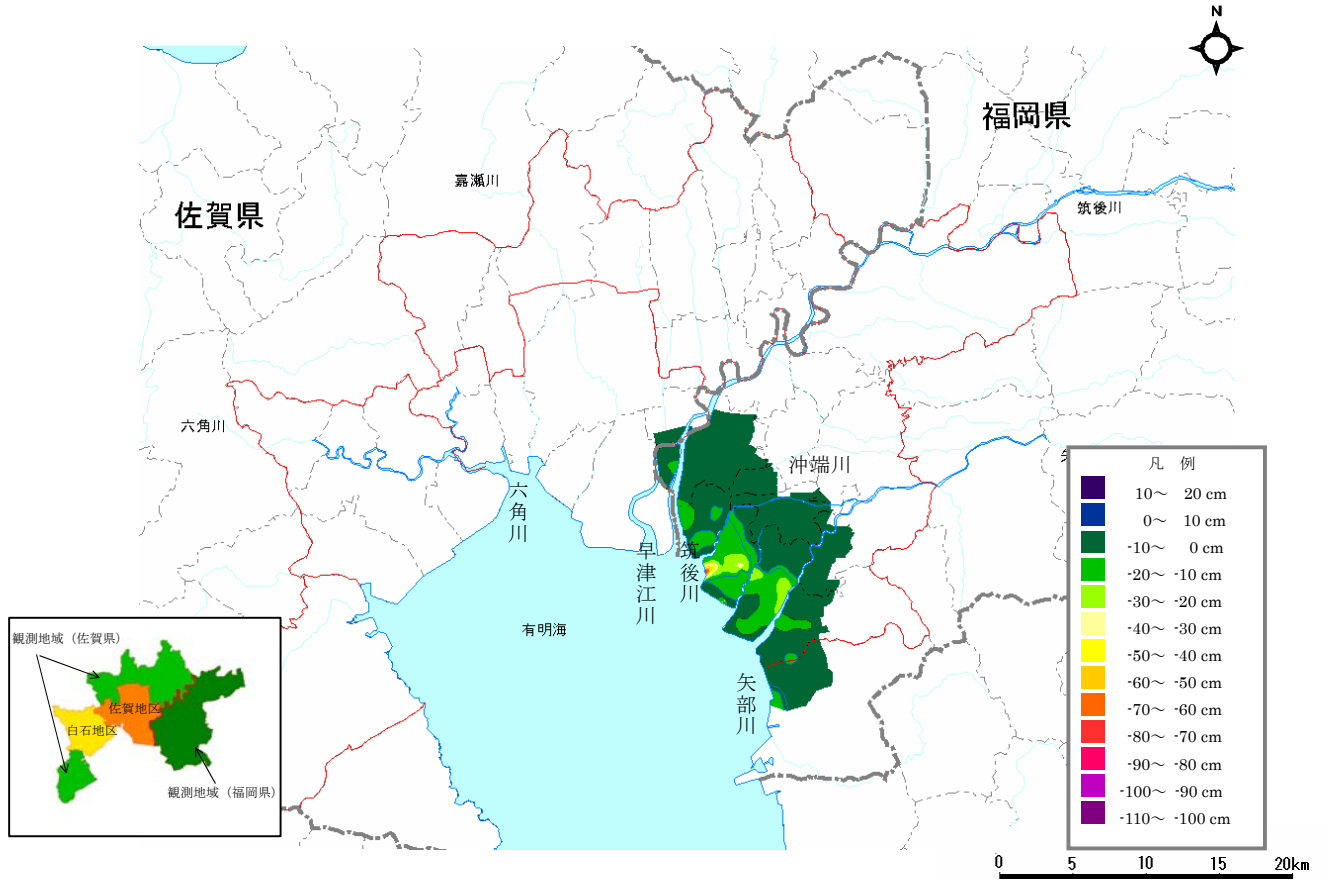 N
福岡県
佐賀県
嘉瀬川
筑後川
六角川
沖端川
六角川
早津江川
筑後川
有明海
矢部川
凡 例
10～ 20 cm
0～ 10 cm
-10～ 0 cm
-20～ -10 cm
-30～ -20 cm
-40～ -30 cm
-50～ -40 cm
-60～ -50 cm
-70～ -60 cm
-80～ -70 cm
-90～ -80 cm
-100～ -90 cm
-110～ -100 cm
観測地域（佐賀県）
佐賀地区
白石地区
観測地域（福岡県）
0 5 10 15 20km